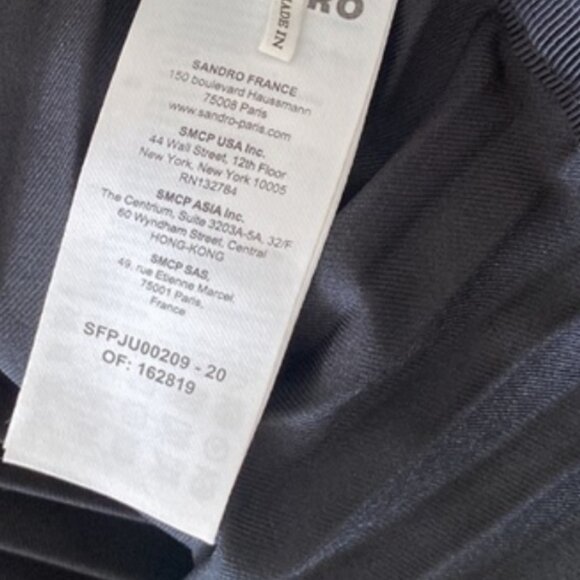 RO
MADE IN
SANDRO FRANCE
150 boulevard Haussmann
75008 Paris
www.sandro-paris.com
SMCP USA Inc.
44 Wall Street, 12th Floor
New York, New York 10005
RN132784
SMCP ASIA Inc.
The Centrium, Suite 3203A-5A, 32/F
60 Wyndham Street, Central
HONG-KONG
SMCP SAS,
49, rue Etienne Marcel,
75001 Paris,
France
SFPJU00209 - 20
OF: 162819